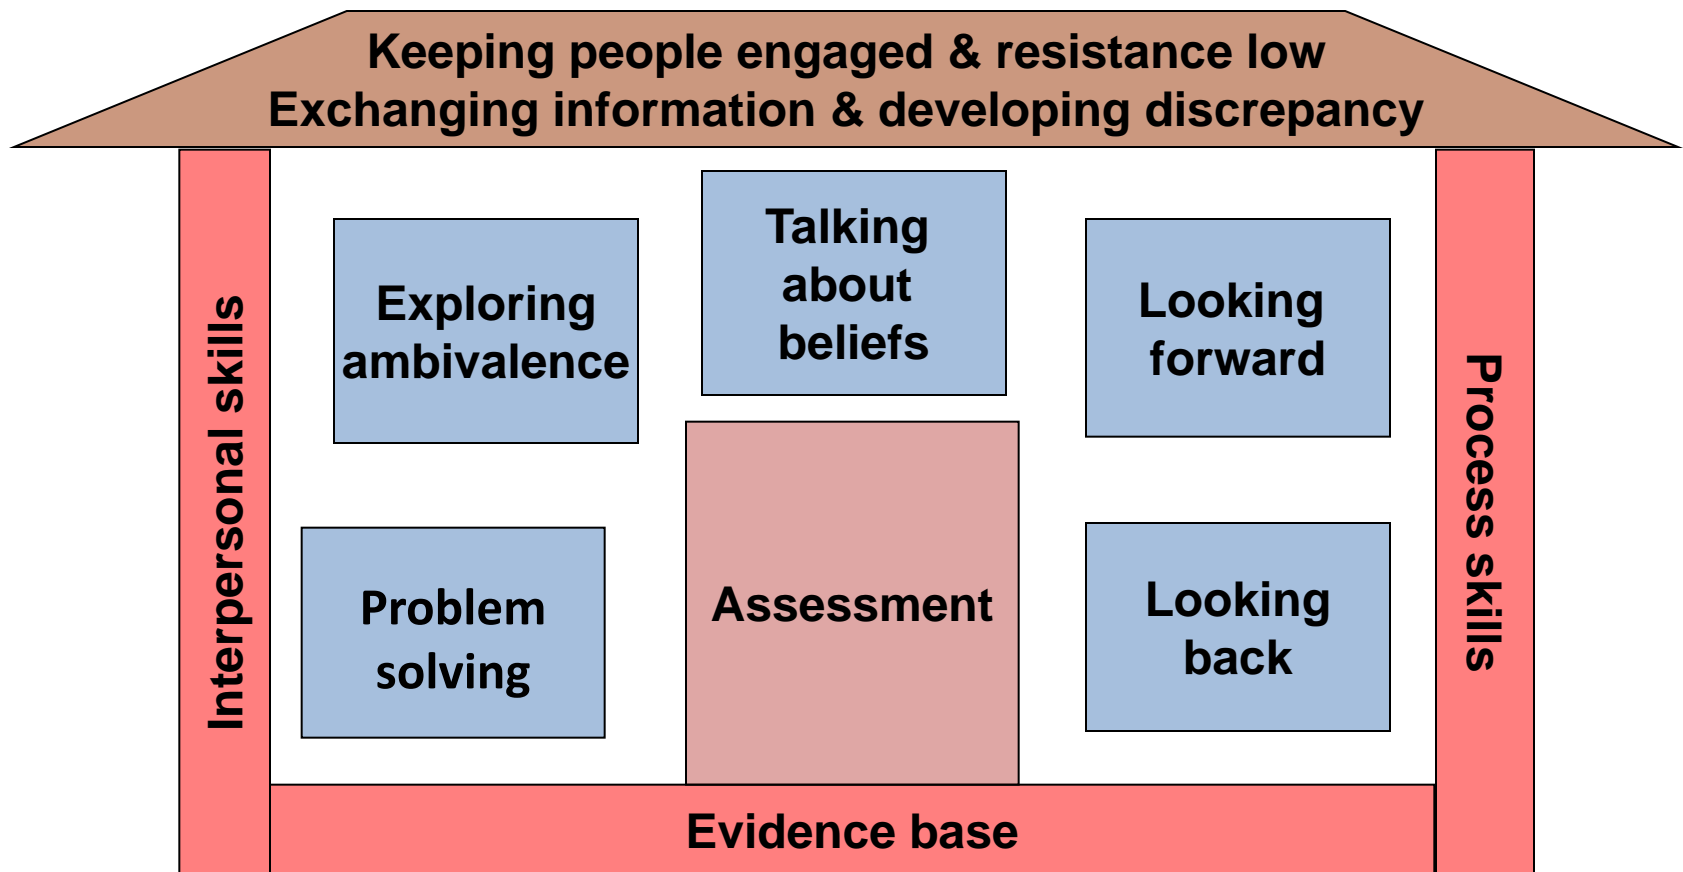 Keeping people engaged & resistance low
Exchanging information & developing discrepancy
Interpersonal skills
Exploring
ambivalence
Talking
about
beliefs
Looking
forward
Process skills
Problem
solving
Assessment
Looking
back
Evidence base